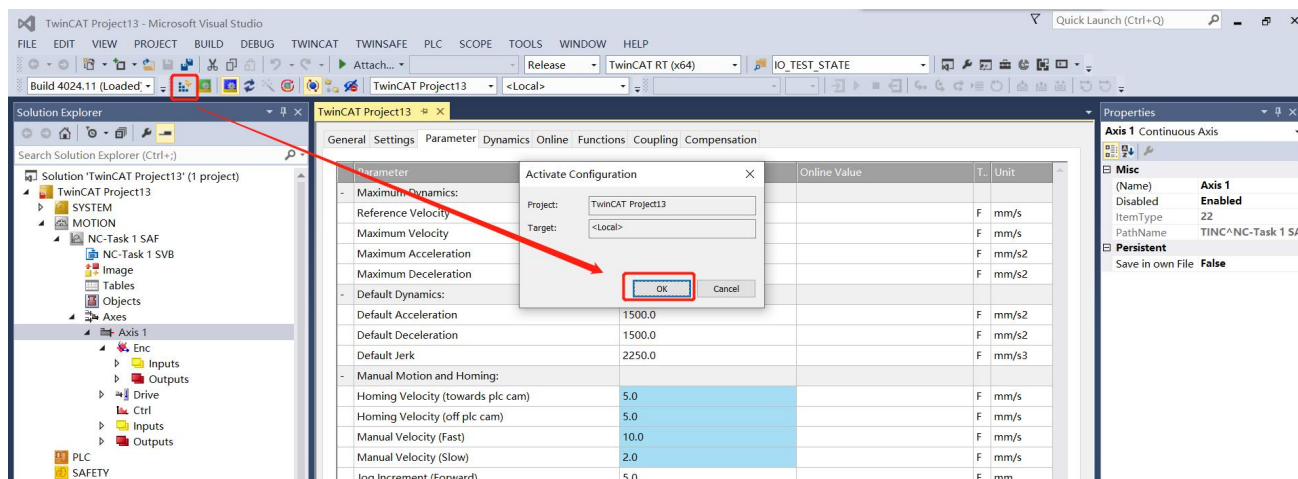 TwinCAT Project13 - Microsoft Visual Studio
Quick Launch (Ctrl+Q)
FILE EDIT VIEW PROJECT BUILD DEBUG TWINCAT TWINSAFE PLC SCOPE TOOLS WINDOW HELP
Attach... Release TwinCAT RT (x64) IO_TEST_STATE
Build 4024.11 (Loaded) TwinCAT Project13 <Local>
Solution Explorer
Search Solution Explorer (Ctrl+;)
Solution 'TwinCAT Project13' (1 project)
TwinCAT Project13
SYSTEM
MOTION
NC-Task 1 SAF
NC-Task 1 SVB
Image
Tables
Objects
Axes
Axis 1
Enc
Inputs
Outputs
Drive
Ctrl
Inputs
Outputs
PLC
SAFETY
TwinCAT Project13
General Settings Parameter Dynamics Online Functions Coupling Compensation
Parameter Online Value T.. Unit
- Maximum Dynamics:
Reference Velocity F mm/s
Maximum Velocity F mm/s
Maximum Acceleration F mm/s2
Maximum Deceleration F mm/s2
- Default Dynamics:
Default Acceleration 1500.0 F mm/s2
Default Deceleration 1500.0 F mm/s2
Default Jerk 2250.0 F mm/s3
- Manual Motion and Homing:
Homing Velocity (towards plc cam) 5.0 F mm/s
Homing Velocity (off plc cam) 5.0 F mm/s
Manual Velocity (Fast) 10.0 F mm/s
Manual Velocity (Slow) 2.0 F mm/s
Jog Increment (Forward) 5.0 F mm
Activate Configuration
Project: TwinCAT Project13
Target: <Local>
OK Cancel
Properties
Axis 1 Continuous Axis
Misc
(Name) Axis 1
Disabled Enabled
ItemType 22
PathName TINC^NC-Task 1 SA
Persistent
Save in own File False